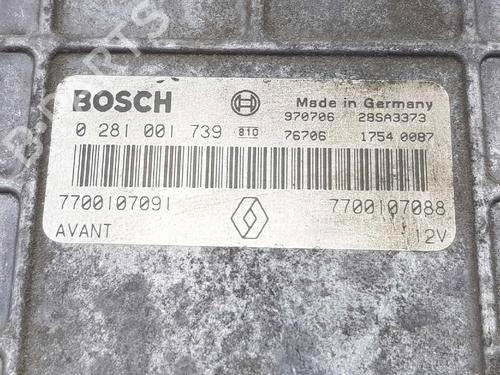 BOSCH Made in Germany
970706 28SA3373
0 281 001 739 810 76706 1754 0087
7700107091 7700107088
AVANT 12V